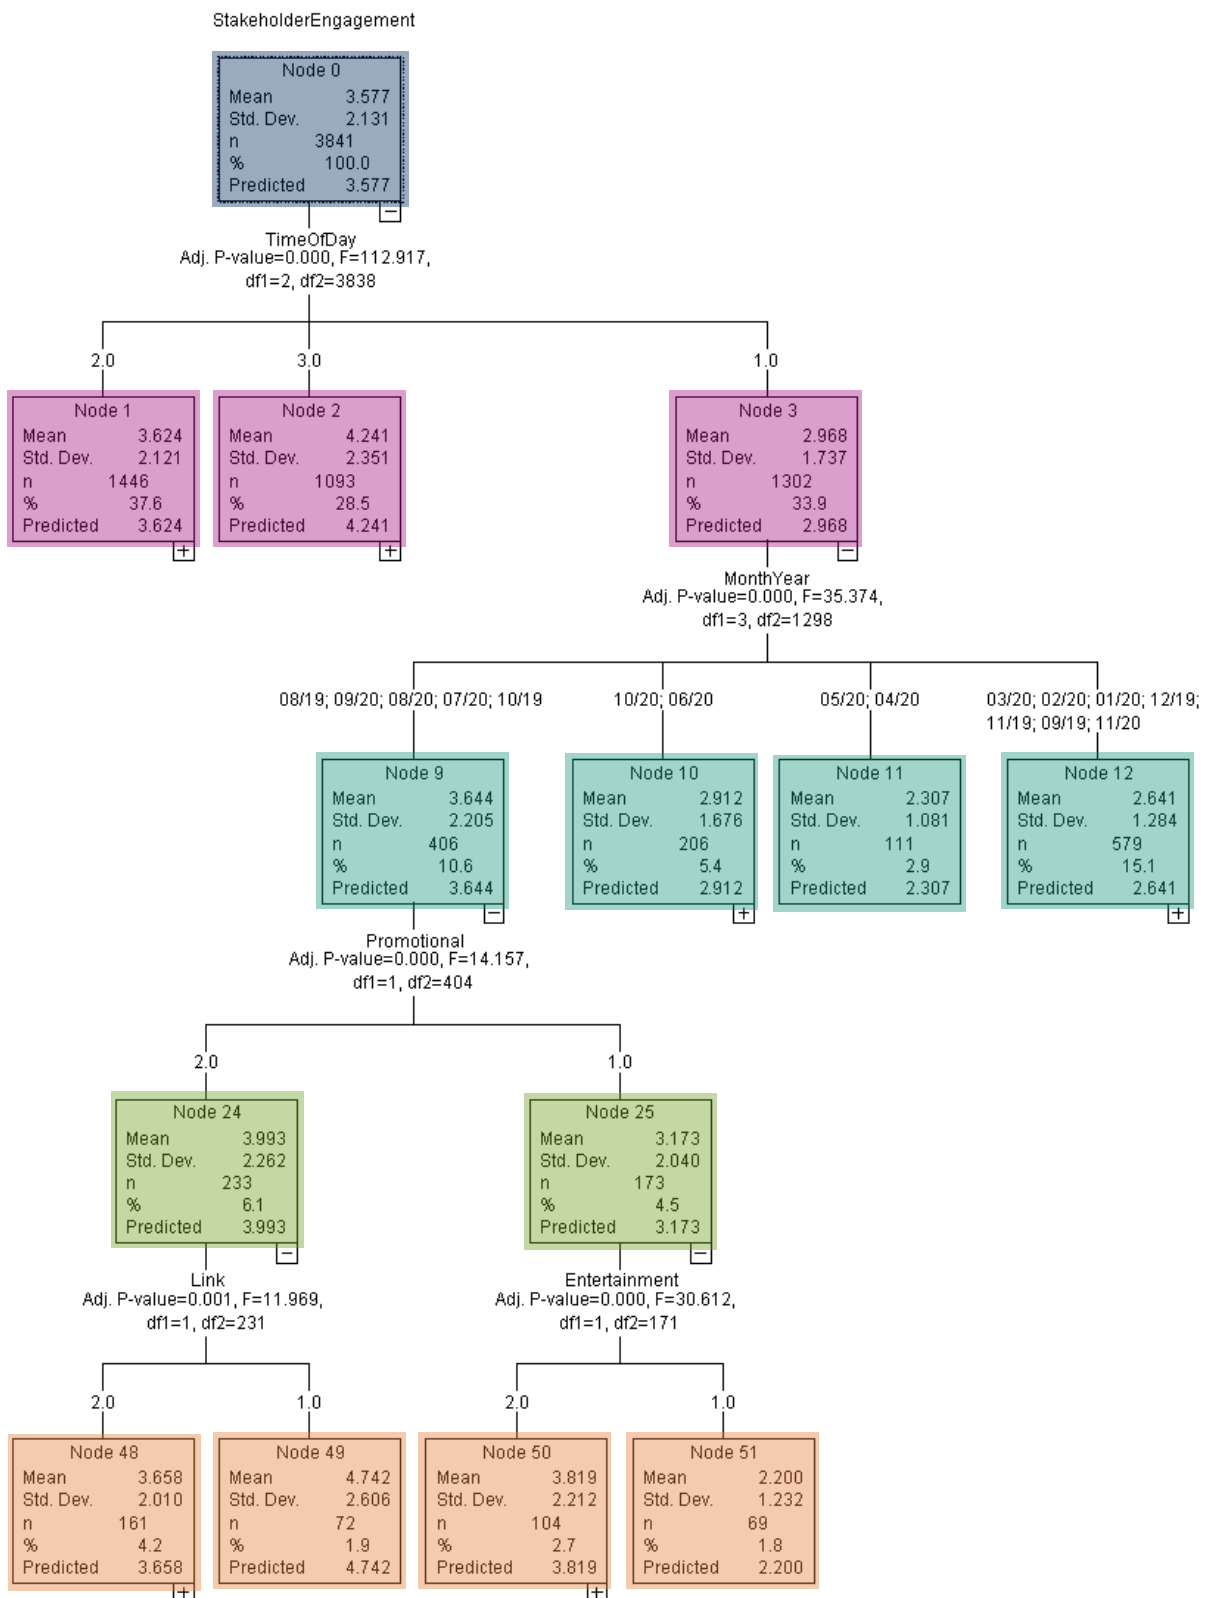 StakeholderEngagement
Node 0
Mean 3.577
Std. Dev. 2.131
n 3841
% 100.0
Predicted 3.577
−
TimeOfDay
Adj. P-value=0.000, F=112.917,
df1=2, df2=3838
2.0
3.0
1.0
Node 1
Mean 3.624
Std. Dev. 2.121
n 1446
% 37.6
Predicted 3.624
+
Node 2
Mean 4.241
Std. Dev. 2.351
n 1093
% 28.5
Predicted 4.241
+
Node 3
Mean 2.968
Std. Dev. 1.737
n 1302
% 33.9
Predicted 2.968
−
MonthYear
Adj. P-value=0.000, F=35.374,
df1=3, df2=1298
08/19; 09/20; 08/20; 07/20; 10/19
10/20; 06/20
05/20; 04/20
03/20; 02/20; 01/20; 12/19;
11/19; 09/19; 11/20
Node 9
Mean 3.644
Std. Dev. 2.205
n 406
% 10.6
Predicted 3.644
−
Node 10
Mean 2.912
Std. Dev. 1.676
n 206
% 5.4
Predicted 2.912
+
Node 11
Mean 2.307
Std. Dev. 1.081
n 111
% 2.9
Predicted 2.307
Node 12
Mean 2.641
Std. Dev. 1.284
n 579
% 15.1
Predicted 2.641
+
Promotional
Adj. P-value=0.000, F=14.157,
df1=1, df2=404
2.0
1.0
Node 24
Mean 3.993
Std. Dev. 2.262
n 233
% 6.1
Predicted 3.993
−
Node 25
Mean 3.173
Std. Dev. 2.040
n 173
% 4.5
Predicted 3.173
−
Link
Adj. P-value=0.001, F=11.969,
df1=1, df2=231
Entertainment
Adj. P-value=0.000, F=30.612,
df1=1, df2=171
2.0
1.0
2.0
1.0
Node 48
Mean 3.658
Std. Dev. 2.010
n 161
% 4.2
Predicted 3.658
+
Node 49
Mean 4.742
Std. Dev. 2.606
n 72
% 1.9
Predicted 4.742
Node 50
Mean 3.819
Std. Dev. 2.212
n 104
% 2.7
Predicted 3.819
+
Node 51
Mean 2.200
Std. Dev. 1.232
n 69
% 1.8
Predicted 2.200